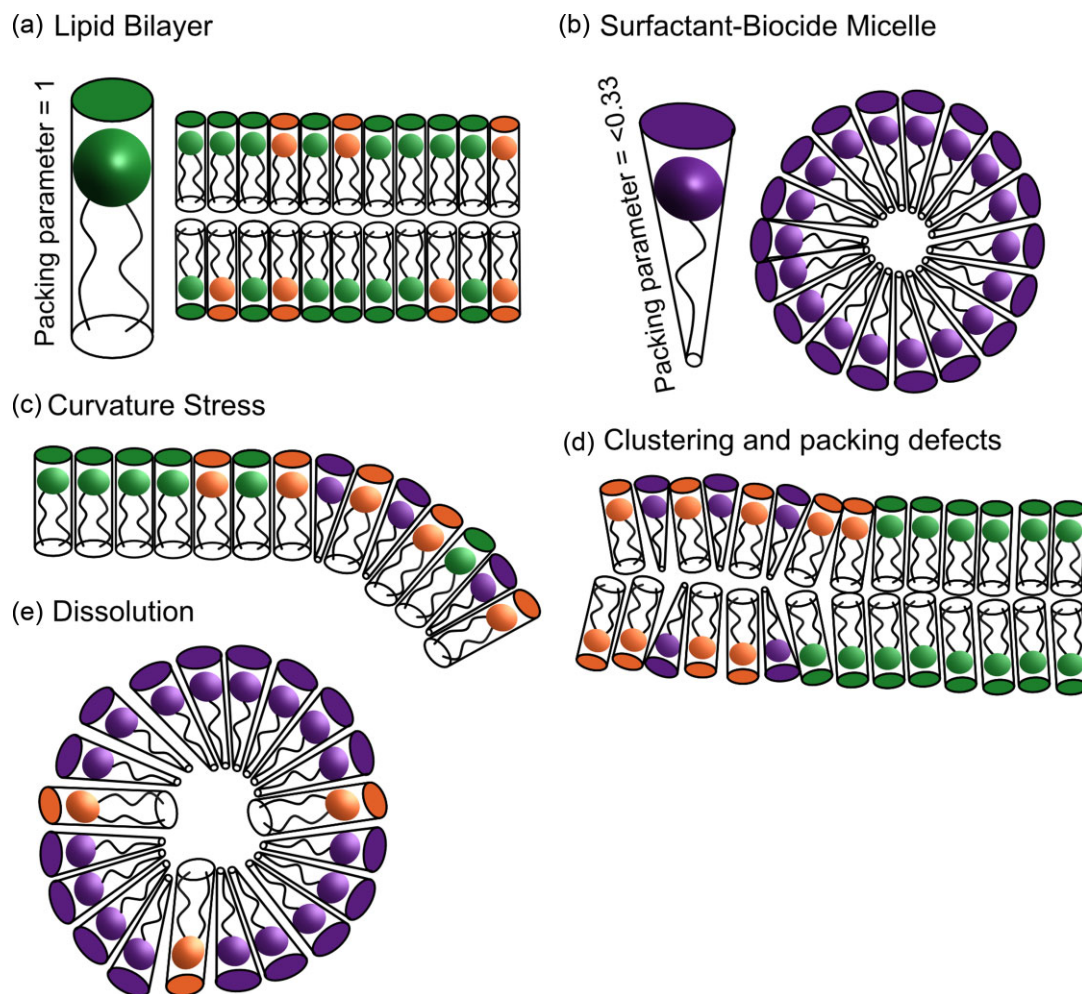 (a) Lipid Bilayer
Packing parameter = 1
(b) Surfactant-Biocide Micelle
Packing parameter = <0.33
(c) Curvature Stress
(d) Clustering and packing defects
(e) Dissolution